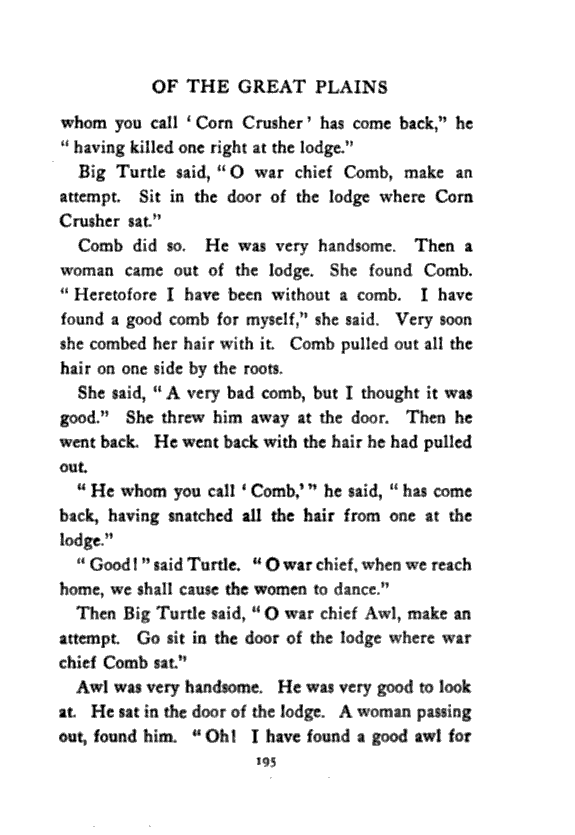 OF THE GREAT PLAINS
whom you call ‘Corn Crusher’ has come back,” he
“having killed one right at the lodge.”
Big Turtle said, “O war chief Comb, make an
attempt. Sit in the door of the lodge where Corn
Crusher sat.”
Comb did so. He was very handsome. Then a
woman came out of the lodge. She found Comb.
“Heretofore I have been without a comb. I have
found a good comb for myself,” she said. Very soon
she combed her hair with it. Comb pulled out all the
hair on one side by the roots.
She said, “A very bad comb, but I thought it was
good.” She threw him away at the door. Then he
went back. He went back with the hair he had pulled
out.
“He whom you call ‘Comb,’” he said, “has come
back, having snatched all the hair from one at the
lodge.”
“Good!” said Turtle. “O war chief, when we reach
home, we shall cause the women to dance.”
Then Big Turtle said, “O war chief Awl, make an
attempt. Go sit in the door of the lodge where war
chief Comb sat.”
Awl was very handsome. He was very good to look
at. He sat in the door of the lodge. A woman passing
out, found him. “Oh! I have found a good awl for
195